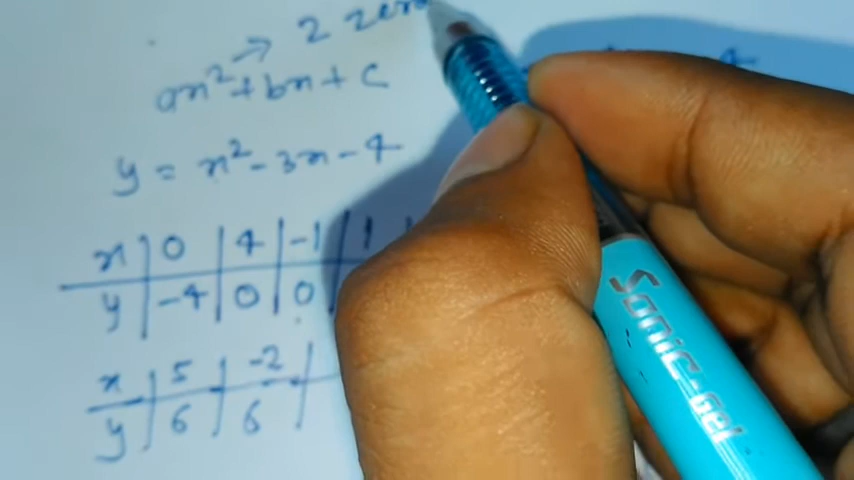 → 2 zero
ax²+bx+c
y = x²-3x-4
x | 0 | 4 | -1 | 1 |
y | -4 | 0 | 0
x | 5 | -2 |
y | 6 | 6 |
Sonic-gel